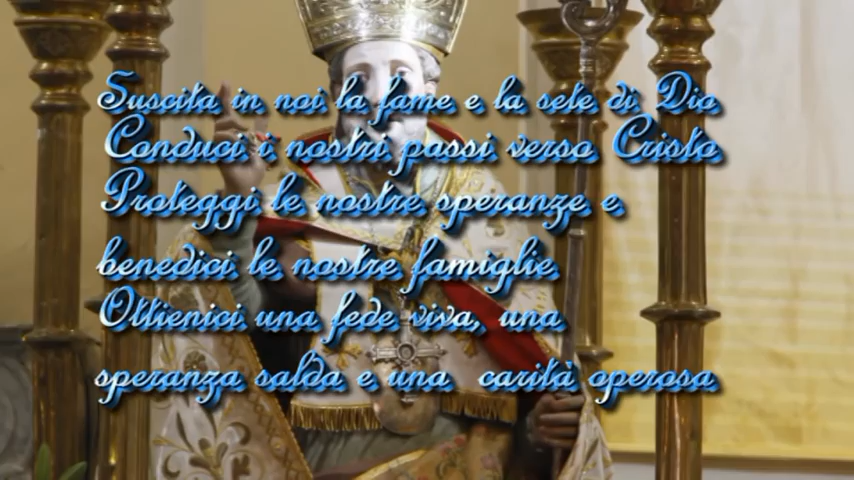 Suscita in noi la fame e la sete di Dio
Conduci i nostri passi verso Cristo
Proteggi le nostre speranze e
benedici le nostre famiglie
Ottienici una fede viva, una
speranza salda e una carità operosa